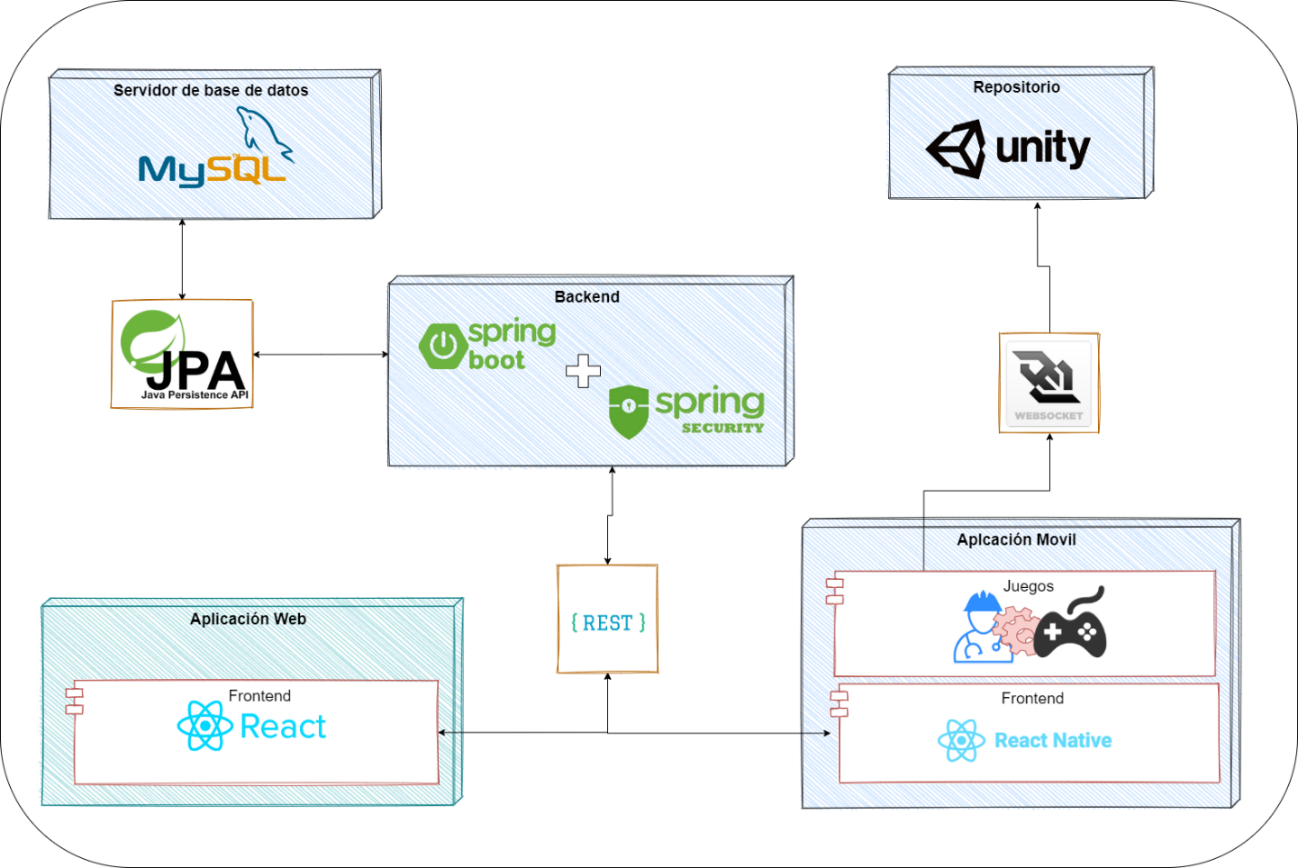 Servidor de base de datos
MySQL
Repositorio
unity
Backend
spring
boot
spring
SECURITY
JPA
Java Persistence API
WEBSOCKET
Aplcación Movil
Juegos
{ REST }
Aplicación Web
Frontend
React
Frontend
React Native